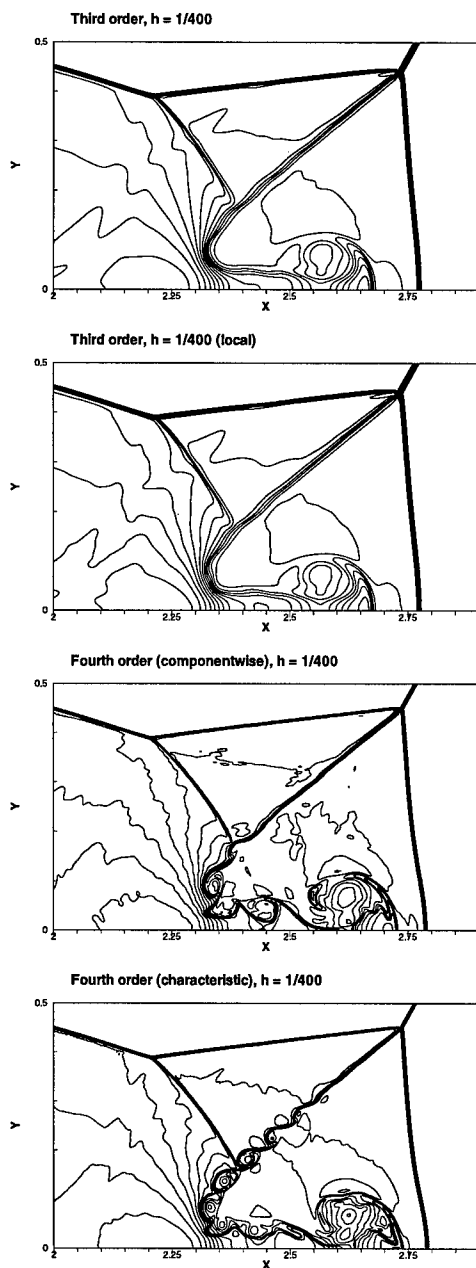 Third order, h = 1/400
0.5
Y
0
2
2.25
2.5
2.75
X
Third order, h = 1/400 (local)
0.5
Y
0
2
2.25
2.5
2.75
X
Fourth order (componentwise), h = 1/400
0.5
Y
0
2
2.25
2.5
2.75
X
Fourth order (characteristic), h = 1/400
0.5
Y
0
2
2.25
2.5
2.75
X